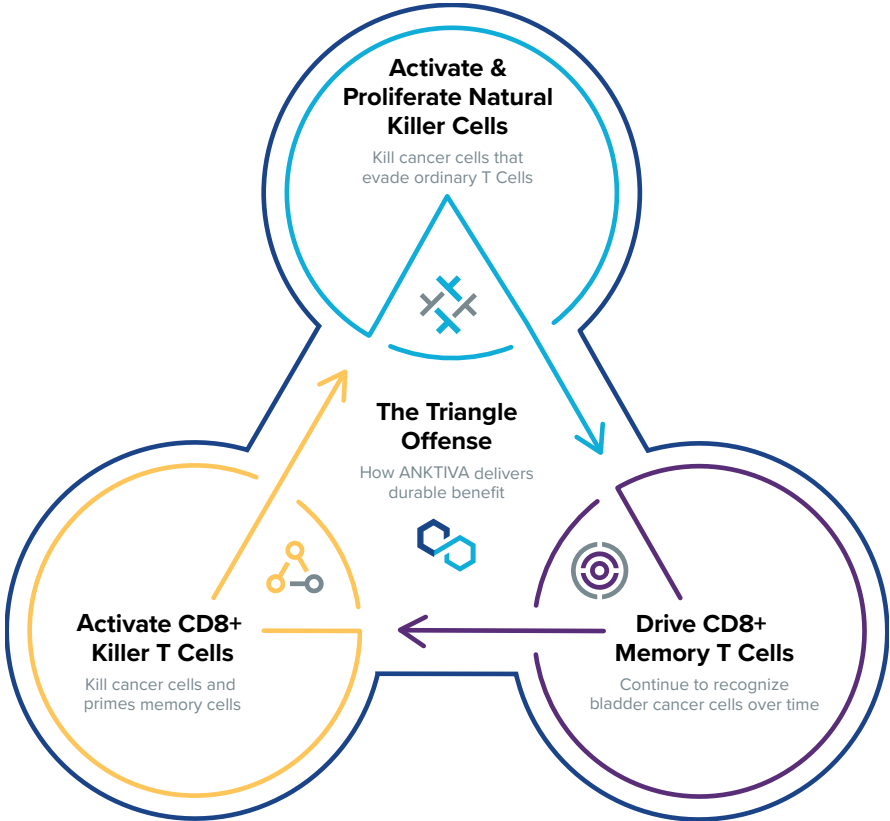 Activate &
Proliferate Natural
Killer Cells
Kill cancer cells that
evade ordinary T Cells
The Triangle
Offense
How ANKTIVA delivers
durable benefit
Activate CD8+
Killer T Cells
Kill cancer cells and
primes memory cells
Drive CD8+
Memory T Cells
Continue to recognize
bladder cancer cells over time